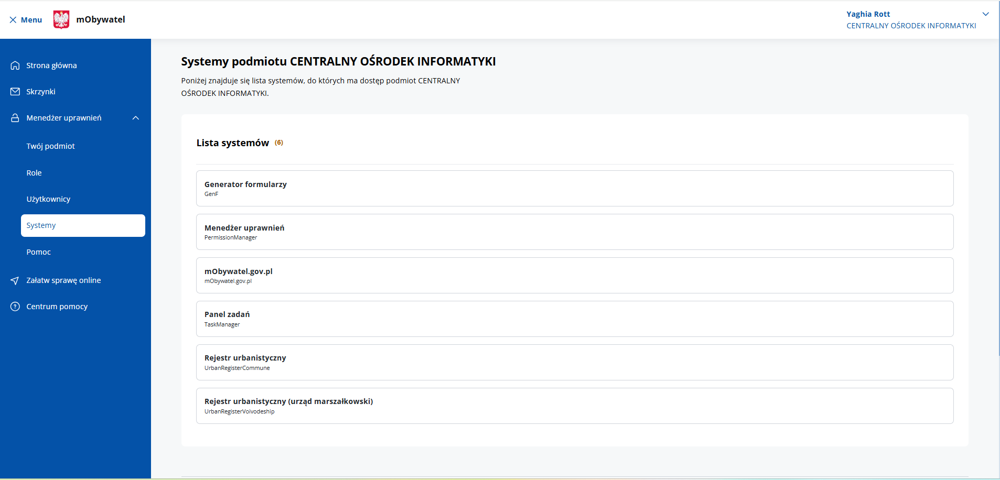 Menu
mObywatel
Yaghia Rott
CENTRALNY OŚRODEK INFORMATYKI
Strona główna
Skrzynki
Menedżer uprawnień
Twój podmiot
Role
Użytkownicy
Systemy
Pomoc
Załatw sprawę online
Centrum pomocy
Systemy podmiotu CENTRALNY OŚRODEK INFORMATYKI
Poniżej znajduje się lista systemów, do których ma dostęp podmiot CENTRALNY
OŚRODEK INFORMATYKI.
Lista systemów (6)
Generator formularzy
GenF
Menedżer uprawnień
PermissionManager
mObywatel.gov.pl
mObywatel.gov.pl
Panel zadań
TaskManager
Rejestr urbanistyczny
UrbanRegisterCommune
Rejestr urbanistyczny (urząd marszałkowski)
UrbanRegisterVoivodeship